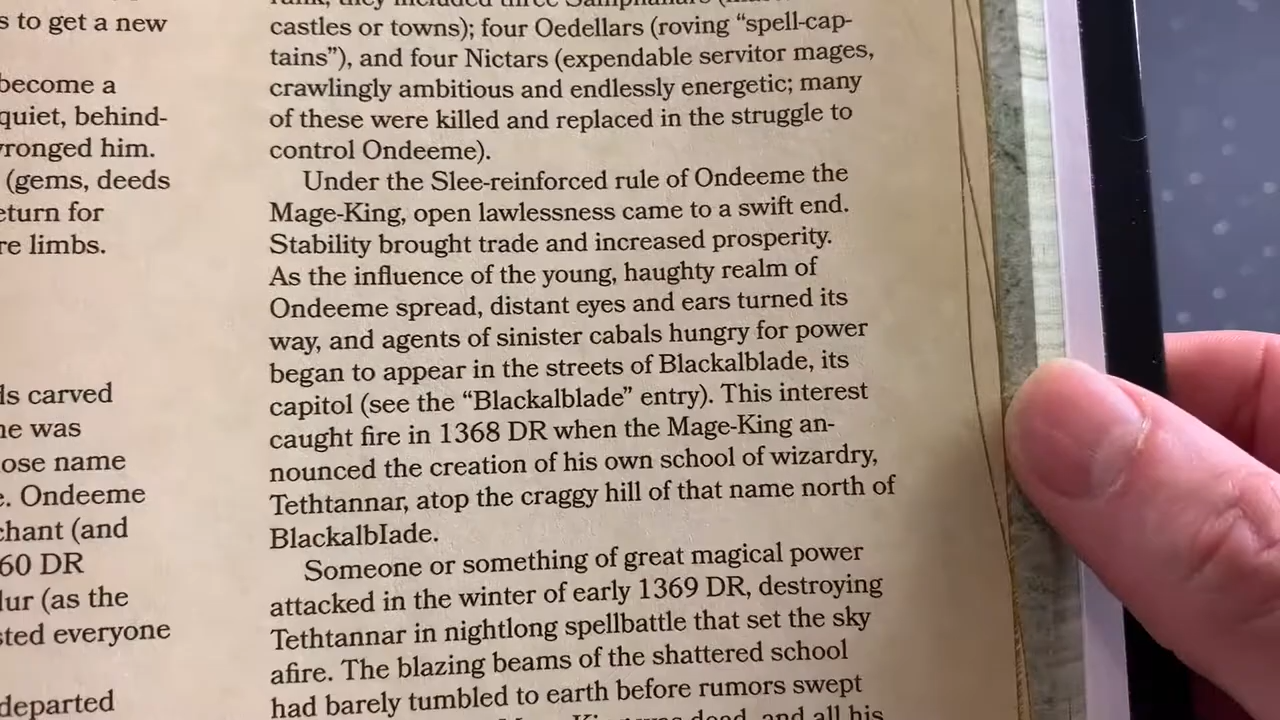 s to get a new
become a
quiet, behind-
wronged him.
(gems, deeds
eturn for
re limbs.
ls carved
ne was
ose name
e. Ondeeme
chant (and
60 DR
lur (as the
sted everyone
departed
castles or towns); four Oedellars (roving “spell-cap-
tains”), and four Nictars (expendable servitor mages,
crawlingly ambitious and endlessly energetic; many
of these were killed and replaced in the struggle to
control Ondeeme).
Under the Slee-reinforced rule of Ondeeme the
Mage-King, open lawlessness came to a swift end.
Stability brought trade and increased prosperity.
As the influence of the young, haughty realm of
Ondeeme spread, distant eyes and ears turned its
way, and agents of sinister cabals hungry for power
began to appear in the streets of Blackalblade, its
capitol (see the “Blackalblade” entry). This interest
caught fire in 1368 DR when the Mage-King an-
nounced the creation of his own school of wizardry,
Tethtannar, atop the craggy hill of that name north of
BlackalbIade.
Someone or something of great magical power
attacked in the winter of early 1369 DR, destroying
Tethtannar in nightlong spellbattle that set the sky
afire. The blazing beams of the shattered school
had barely tumbled to earth before rumors swept
dead, and all his